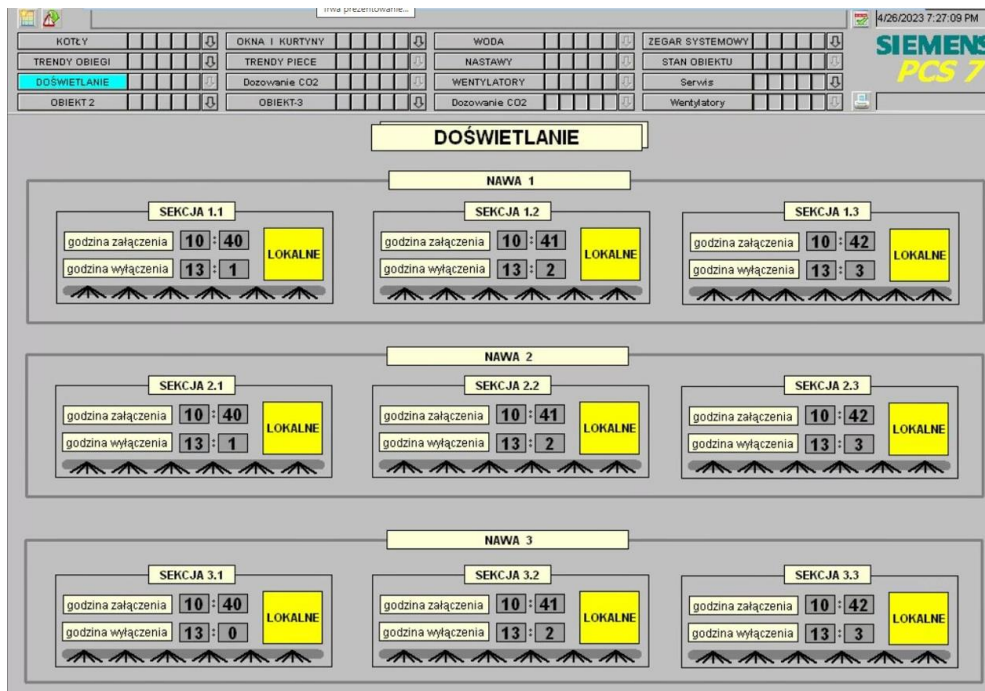 Trwa prezentowanie...
4/26/2023 7:27:09 PM
KOTŁY OKNA I KURTYNY WODA ZEGAR SYSTEMOWY
SIEMENS
TRENDY OBIEGI TRENDY PIECE NASTAWY STAN OBIEKTU
PCS 7
DOŚWIETLANIE Dozowanie CO2 WENTYLATORY Serwis
OBIEKT 2 OBIEKT-3 Dozowanie CO2 Wentylatory
DOŚWIETLANIE
NAWA 1
SEKCJA 1.1 SEKCJA 1.2 SEKCJA 1.3
godzina załączenia 10 : 40 LOKALNE godzina załączenia 10 : 41 LOKALNE godzina załączenia 10 : 42 LOKALNE
godzina wyłączenia 13 : 1 godzina wyłączenia 13 : 2 godzina wyłączenia 13 : 3
NAWA 2
SEKCJA 2.1 SEKCJA 2.2 SEKCJA 2.3
godzina załączenia 10 : 40 LOKALNE godzina załączenia 10 : 41 LOKALNE godzina załączenia 10 : 42 LOKALNE
godzina wyłączenia 13 : 1 godzina wyłączenia 13 : 2 godzina wyłączenia 13 : 3
NAWA 3
SEKCJA 3.1 SEKCJA 3.2 SEKCJA 3.3
godzina załączenia 10 : 40 LOKALNE godzina załączenia 10 : 41 LOKALNE godzina załączenia 10 : 42 LOKALNE
godzina wyłączenia 13 : 0 godzina wyłączenia 13 : 2 godzina wyłączenia 13 : 3